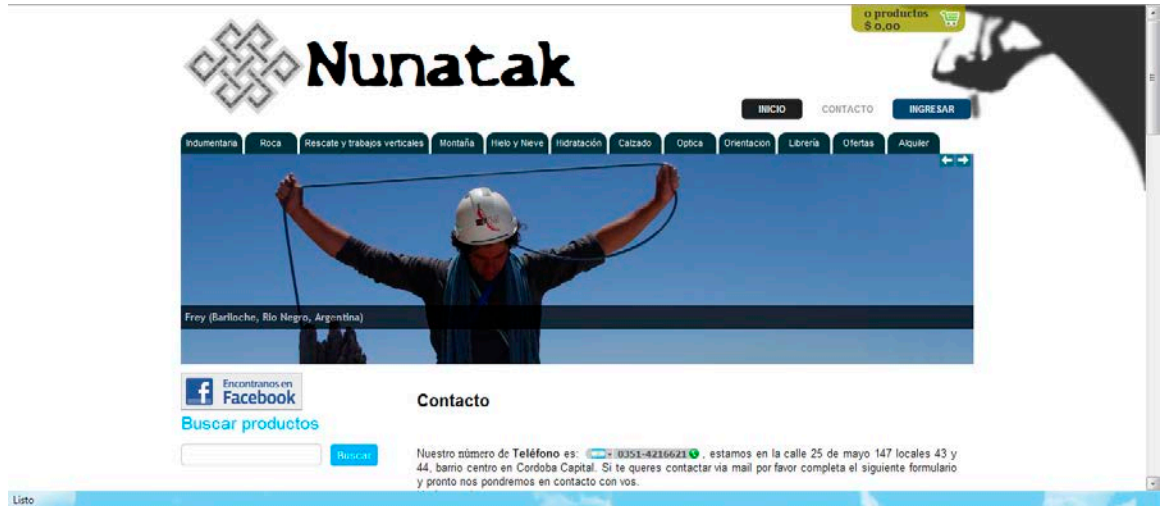 0 productos
$ 0,00
Nunatak
INICIO CONTACTO INGRESAR
Indumentaria Roca Rescate y trabajos verticales Montaña Hielo y Nieve Hidratación Calzado Optica Orientacion Librería Ofertas Alquiler
Frey (Bariloche, Rio Negro, Argentina)
Encontranos en
Facebook
Buscar productos
Buscar
Contacto
Nuestro número de Teléfono es: 0351-4216621 , estamos en la calle 25 de mayo 147 locales 43 y
44, barrio centro en Cordoba Capital. Si te queres contactar via mail por favor completa el siguiente formulario
y pronto nos pondremos en contacto con vos.
Listo